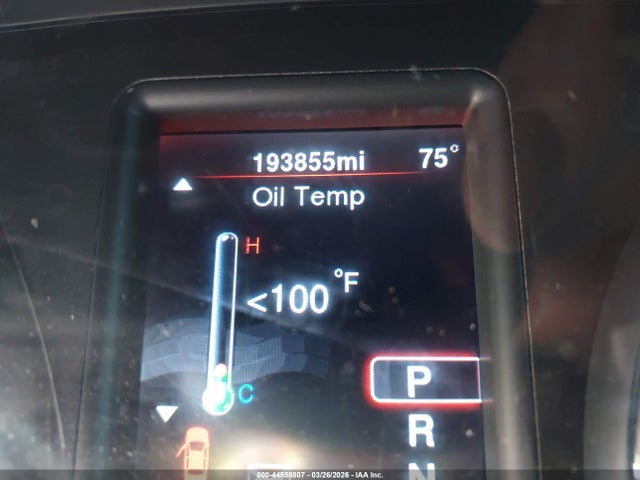 193855mi 75°
Oil Temp
H
<100 °F
C
P
R
N
000-44558807 - 03/26/2026 - IAA Inc.